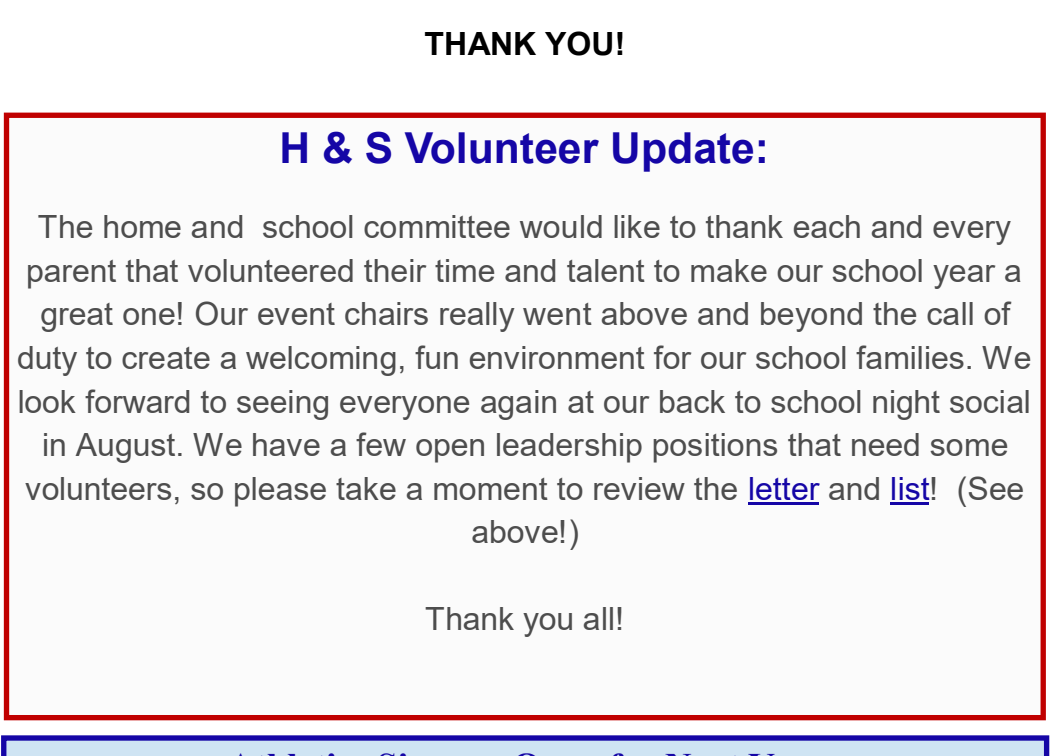 THANK YOU!
H & S Volunteer Update:
The home and  school committee would like to thank each and every
parent that volunteered their time and talent to make our school year a
great one! Our event chairs really went above and beyond the call of
duty to create a welcoming, fun environment for our school families. We
look forward to seeing everyone again at our back to school night social
in August. We have a few open leadership positions that need some
volunteers, so please take a moment to review the letter and list!  (See
above!)
Thank you all!